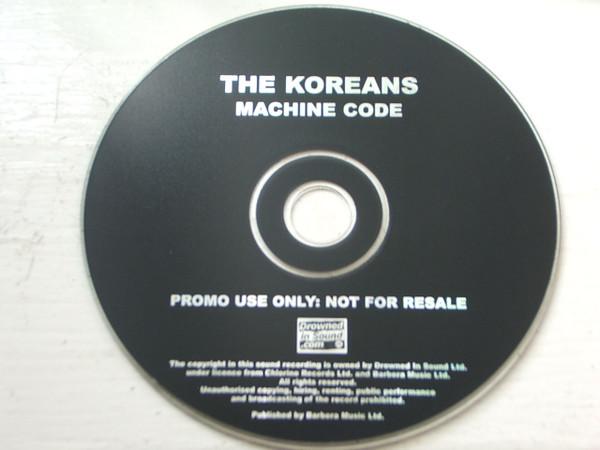 THE KOREANS
MACHINE CODE
PROMO USE ONLY: NOT FOR RESALE
Drowned
in Sound
.com
The copyright in this sound recording is owned by Drowned In Sound Ltd.
under licence from Chlorine Records Ltd. and Barbera Music Ltd.
All rights reserved.
Unauthorised copying, hiring, renting, public performance
and broadcasting of the record prohibited.
Published by Barbera Music Ltd.